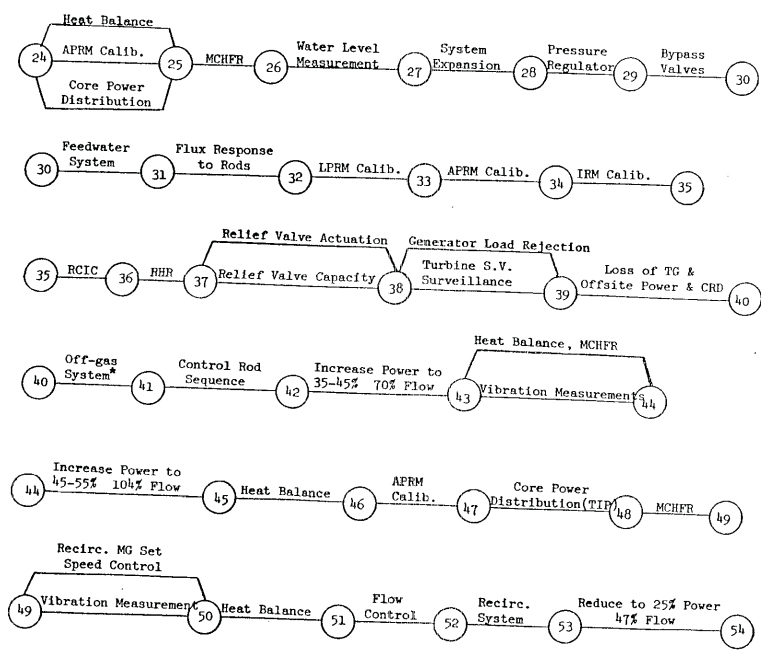 Heat Balance
24 APRM Calib. 25 MCHFR 26 Water Level Measurement 27 System Expansion 28 Pressure Regulator 29 Bypass Valves 30
Core Power Distribution
30 Feedwater System 31 Flux Response to Rods 32 LPRM Calib. 33 APRM Calib. 34 IRM Calib. 35
Relief Valve Actuation Generator Load Rejection
35 RCIC 36 RHR 37 Relief Valve Capacity 38 Turbine S.V. Surveillance 39 Loss of TG & Offsite Power & CRD 40
Heat Balance, MCHFR
40 Off-gas System* 41 Control Rod Sequence 42 Increase Power to 35-45% 70% Flow 43 Vibration Measurements 44
44 Increase Power to 45-55% 104% Flow 45 Heat Balance 46 APRM Calib. 47 Core Power Distribution(TIP) 48 MCHFR 49
Recirc. MG Set Speed Control
49 Vibration Measurement 50 Heat Balance 51 Flow Control 52 Recirc. System 53 Reduce to 25% Power 47% Flow 54